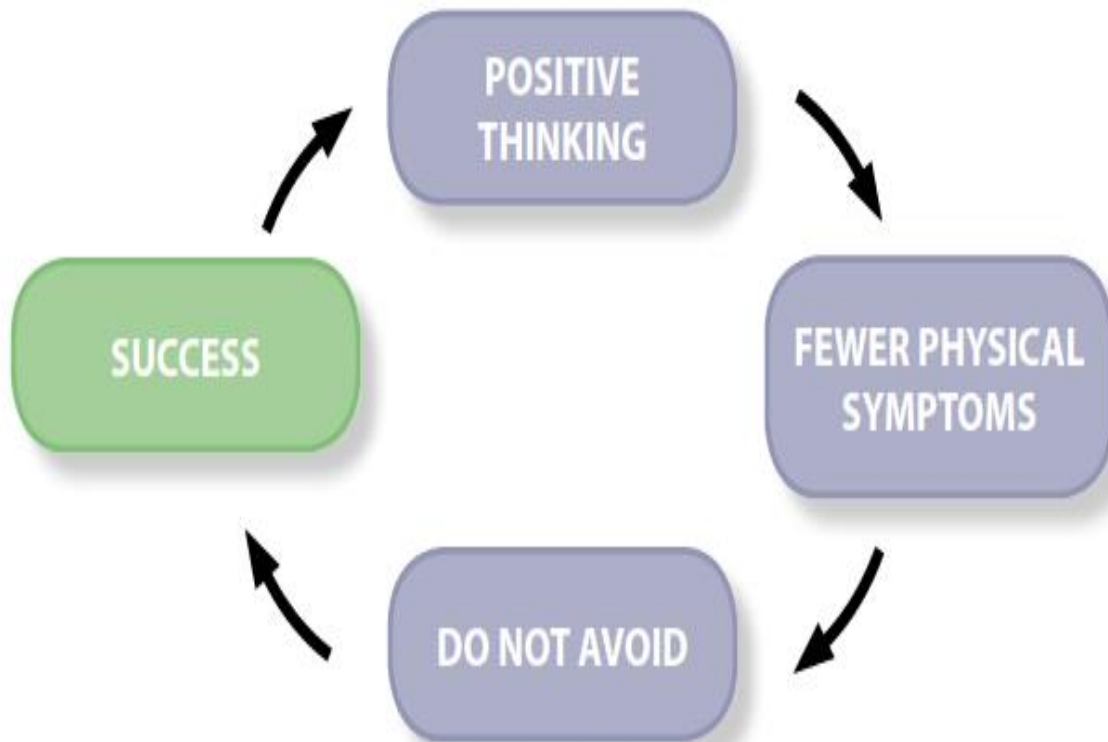 POSITIVE
THINKING
FEWER PHYSICAL
SYMPTOMS
DO NOT AVOID
SUCCESS